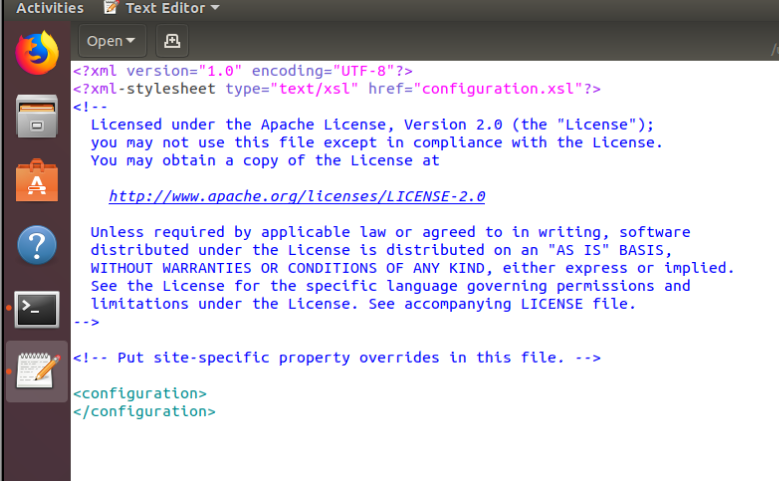 Activities Text Editor
Open
<?xml version="1.0" encoding="UTF-8"?>
<?xml-stylesheet type="text/xsl" href="configuration.xsl"?>
<!--
Licensed under the Apache License, Version 2.0 (the "License");
you may not use this file except in compliance with the License.
You may obtain a copy of the License at
http://www.apache.org/licenses/LICENSE-2.0
Unless required by applicable law or agreed to in writing, software
distributed under the License is distributed on an "AS IS" BASIS,
WITHOUT WARRANTIES OR CONDITIONS OF ANY KIND, either express or implied.
See the License for the specific language governing permissions and
limitations under the License. See accompanying LICENSE file.
-->
<!-- Put site-specific property overrides in this file. -->
<configuration>
</configuration>